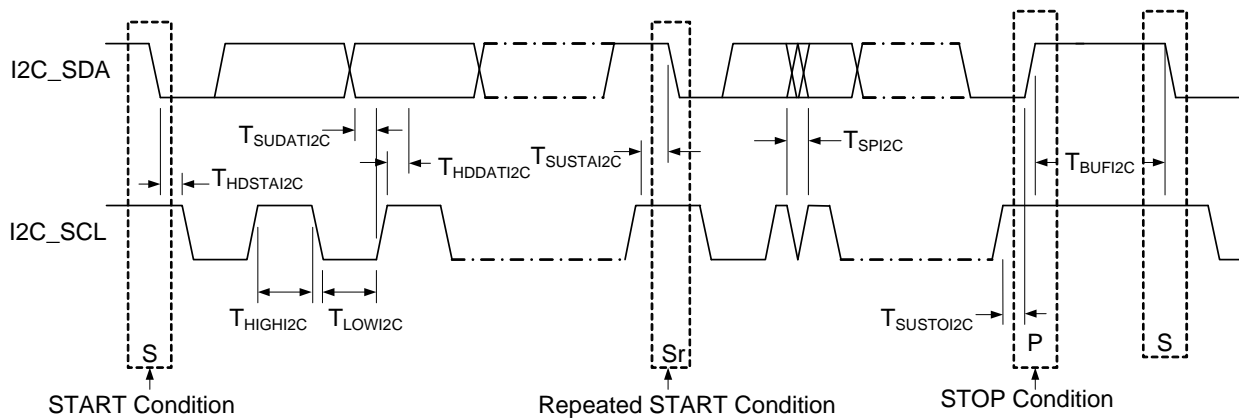 I2C_SDA
TSUDATI2C
THDDATI2C
TSUSTAI2C
TSPI2C
TBUFI2C
THDSTAI2C
I2C_SCL
THIGHI2C
TLOWI2C
TSUSTOI2C
S
Sr
P
S
START Condition
Repeated START Condition
STOP Condition